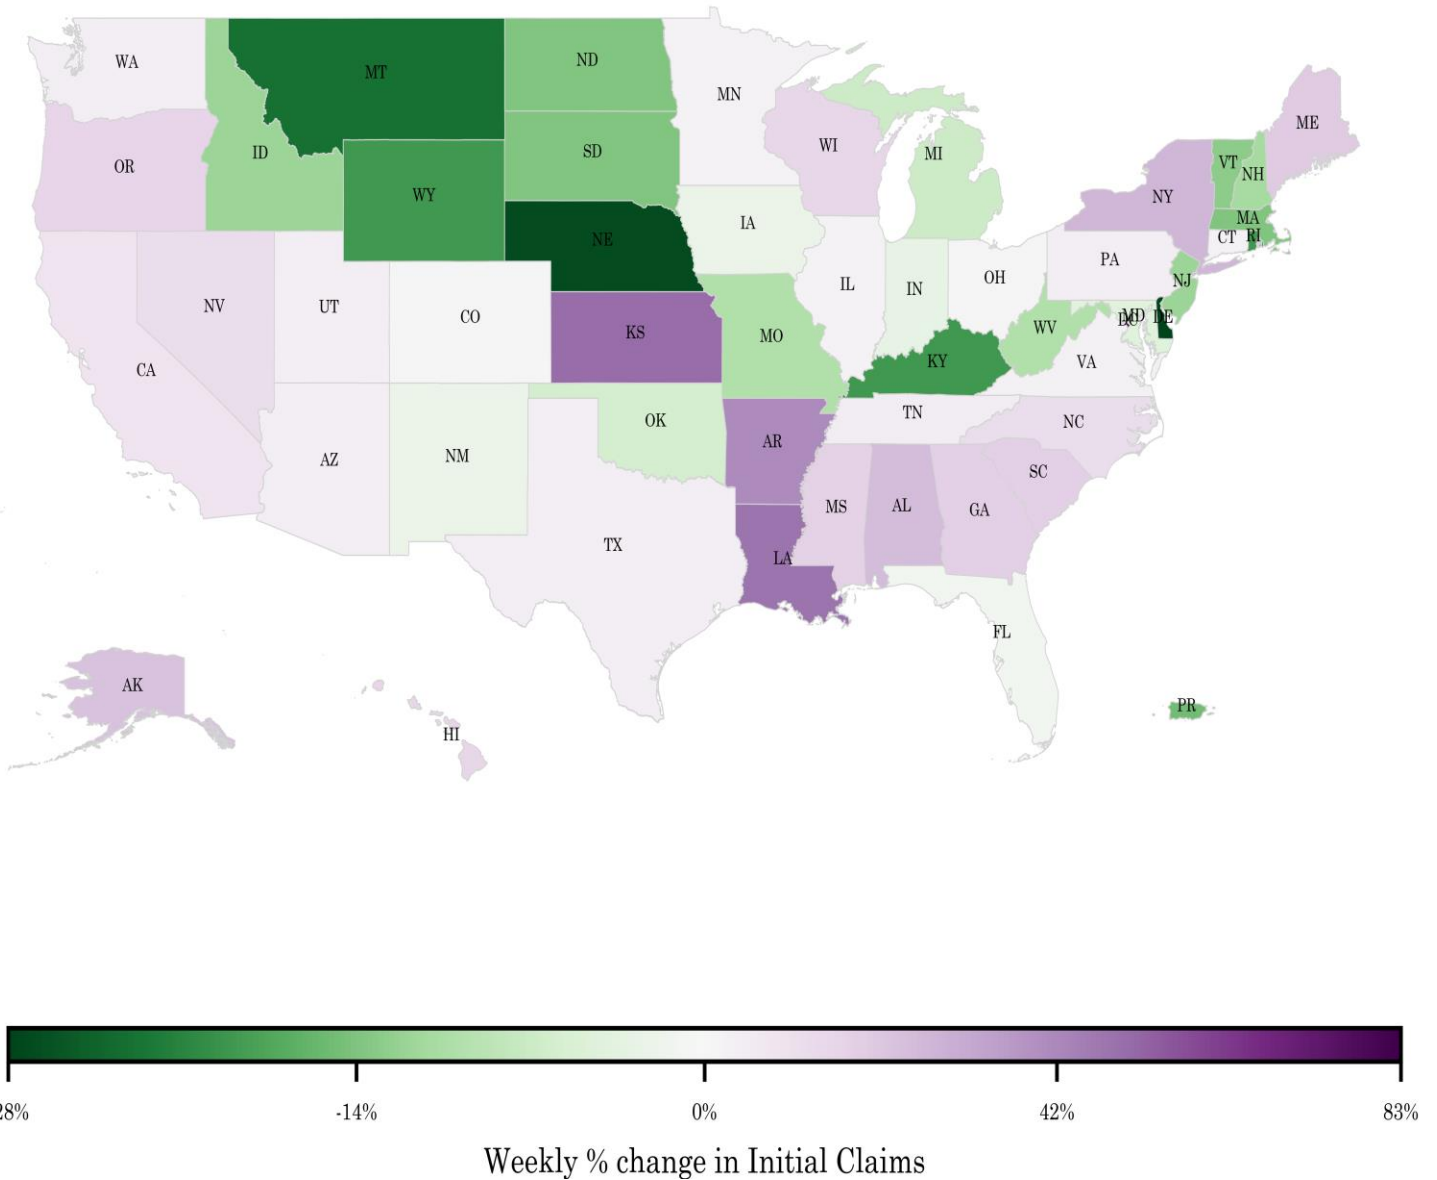 WA
MT
ND
MN
ME
WI
MI
OR
ID
SD
VT
NH
WY
NY
MA
NE
IA
CT
RI
PA
NV
UT
CO
IL
IN
OH
NJ
KS
MO
WV
DC
MD
DE
CA
KY
VA
TN
NC
OK
AR
SC
AZ
NM
MS
AL
GA
TX
LA
FL
AK
HI
PR
28%
-14%
0%
42%
83%
Weekly % change in Initial Claims